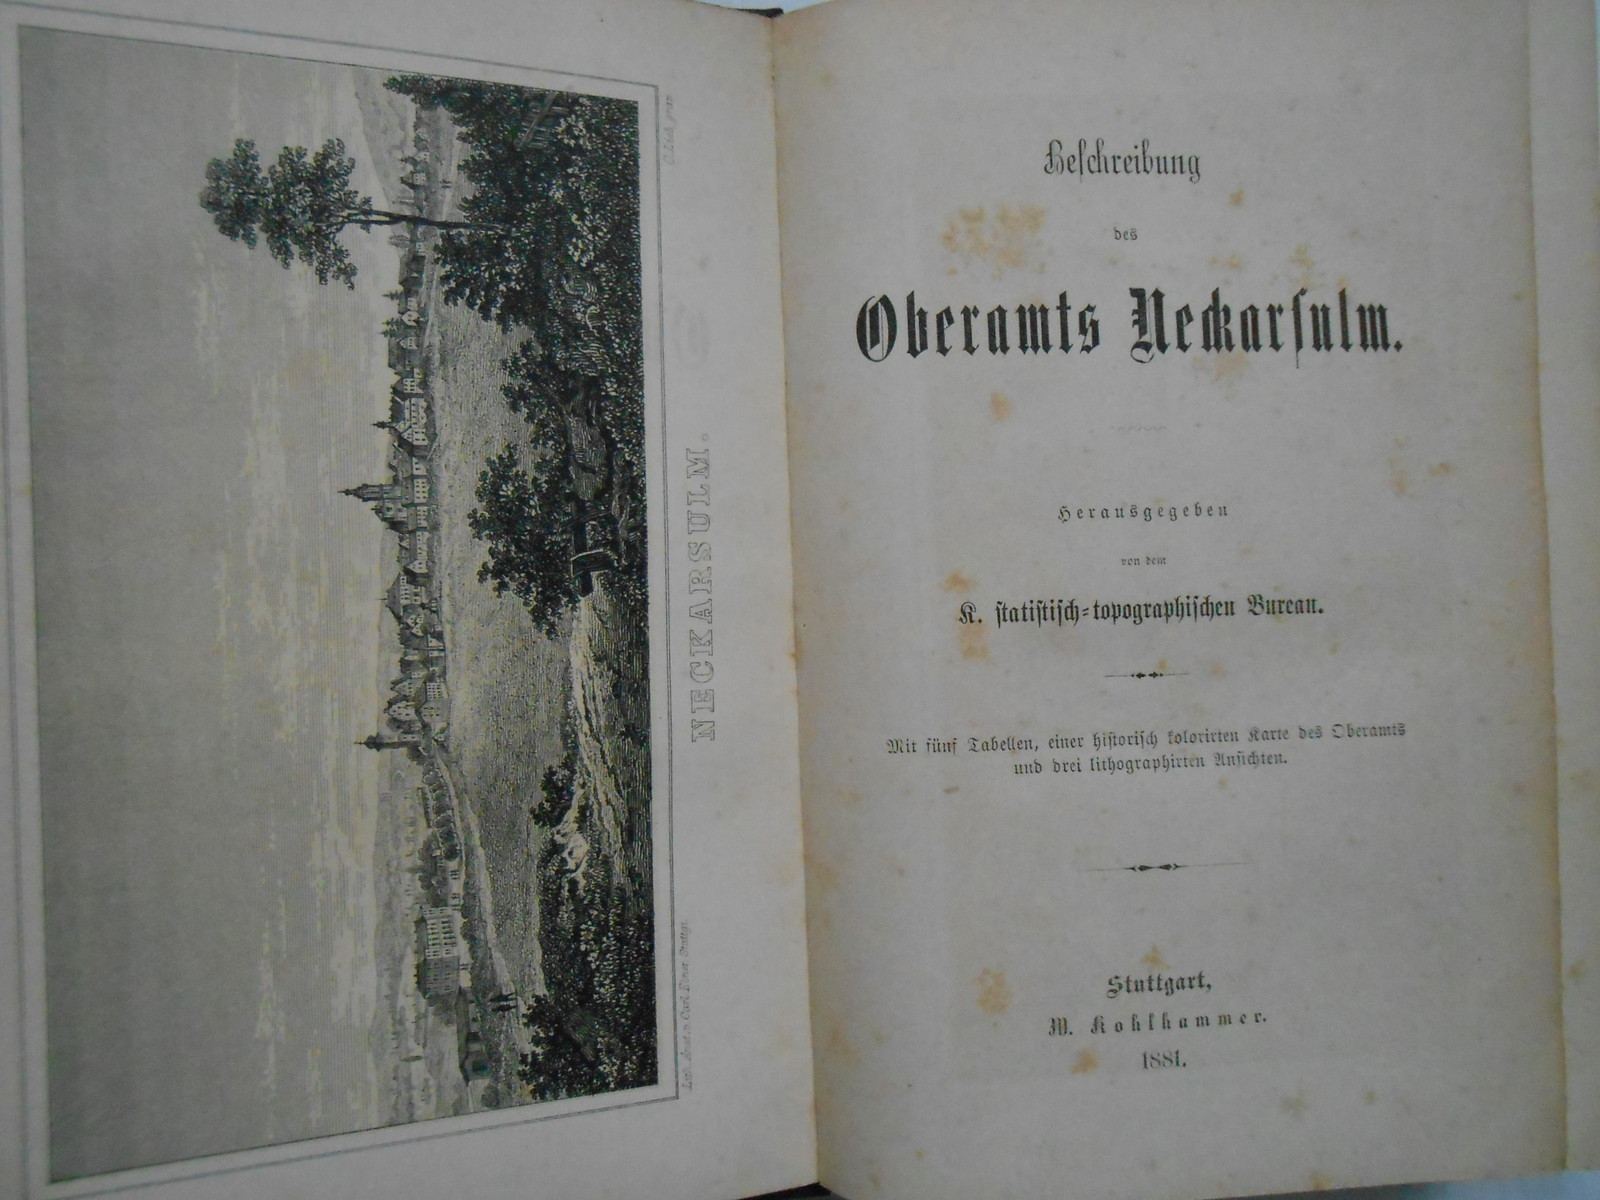 NECKARSULM.
Beschreibung
des
Oberamts Neckarsulm.
Herausgegeben
von dem
K. statistisch-topographischen Bureau.
Mit fünf Tabellen, einer historisch kolorirten Karte des Oberamts
und drei lithographirten Ansichten.
Stuttgart,
W. Kohlhammer.
1881.